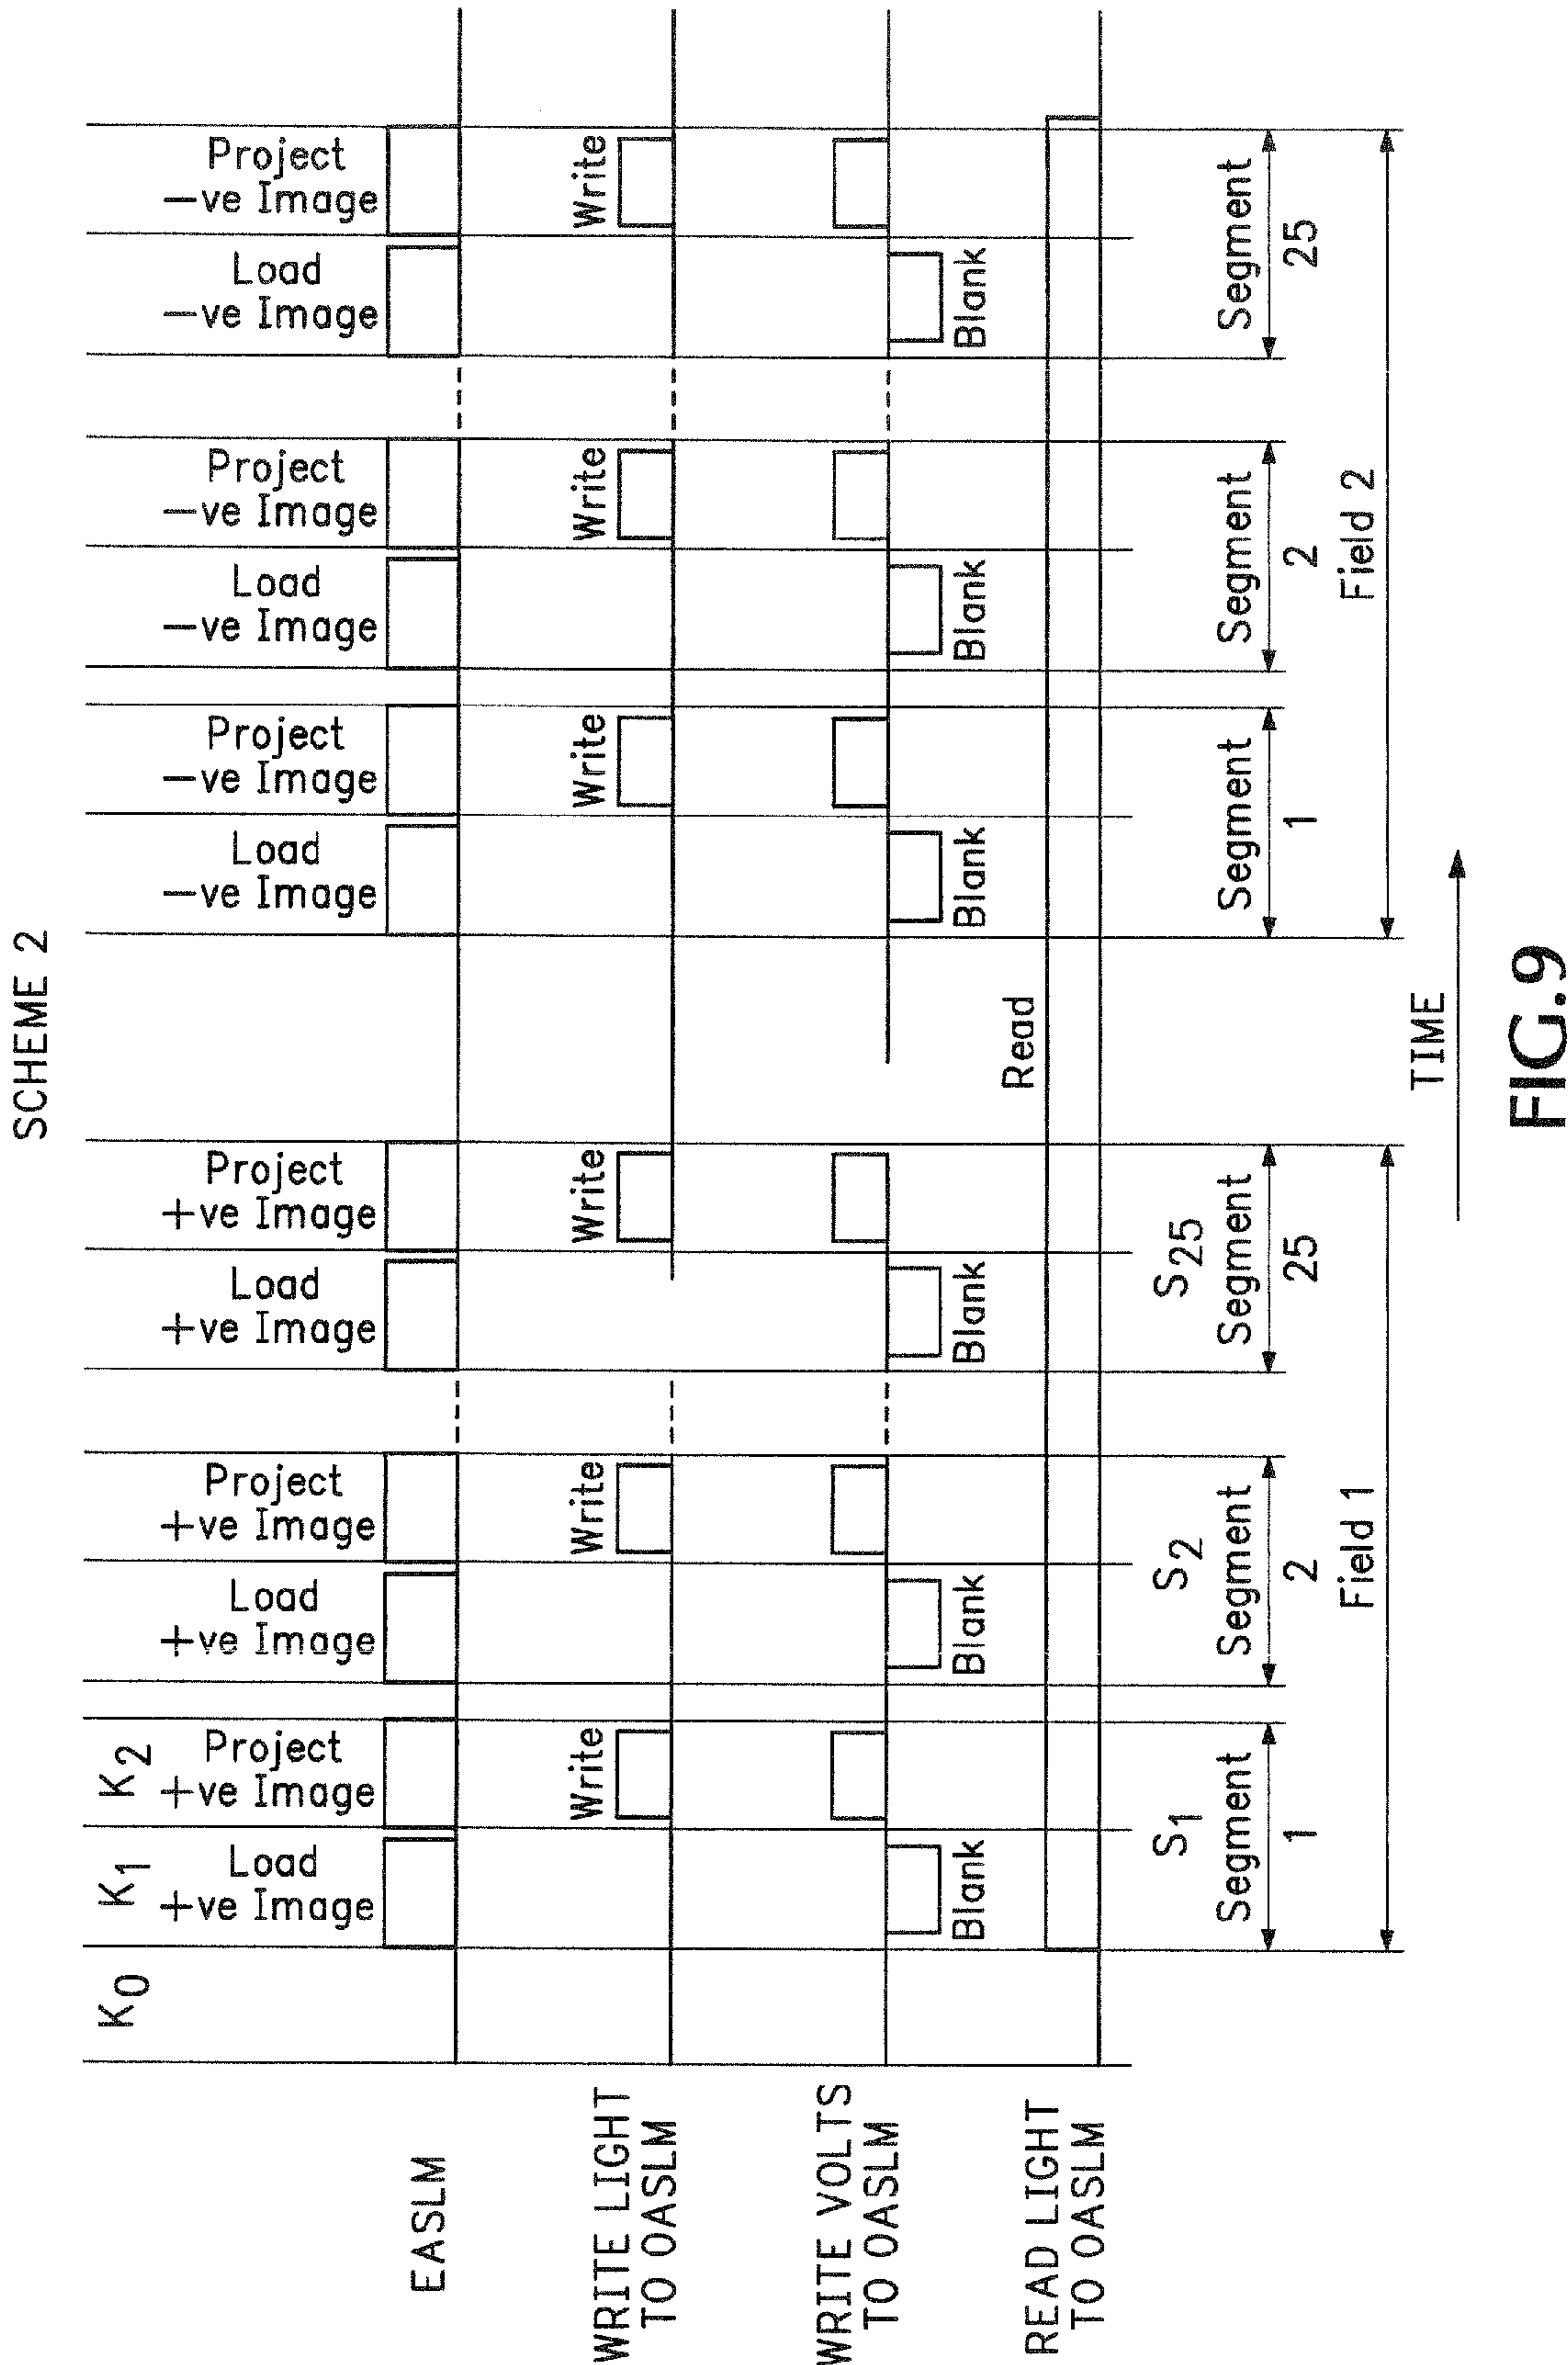 SCHEME 2
K0
K1
K2
Load
+ve Image
Project
+ve Image
Load
+ve Image
Project
+ve Image
Load
+ve Image
Project
+ve Image
Load
−ve Image
Project
−ve Image
Load
−ve Image
Project
−ve Image
Load
−ve Image
Project
−ve Image
EASLM
WRITE LIGHT
TO OASLM
Write
Write
Write
Write
Write
Write
WRITE VOLTS
TO OASLM
Blank
Blank
Blank
Blank
Blank
Blank
READ LIGHT
TO OASLM
Read
S1
S2
S25
Segment
1
Segment
2
Segment
25
Segment
1
Segment
2
Segment
25
Field 1
Field 2
TIME
FIG.9